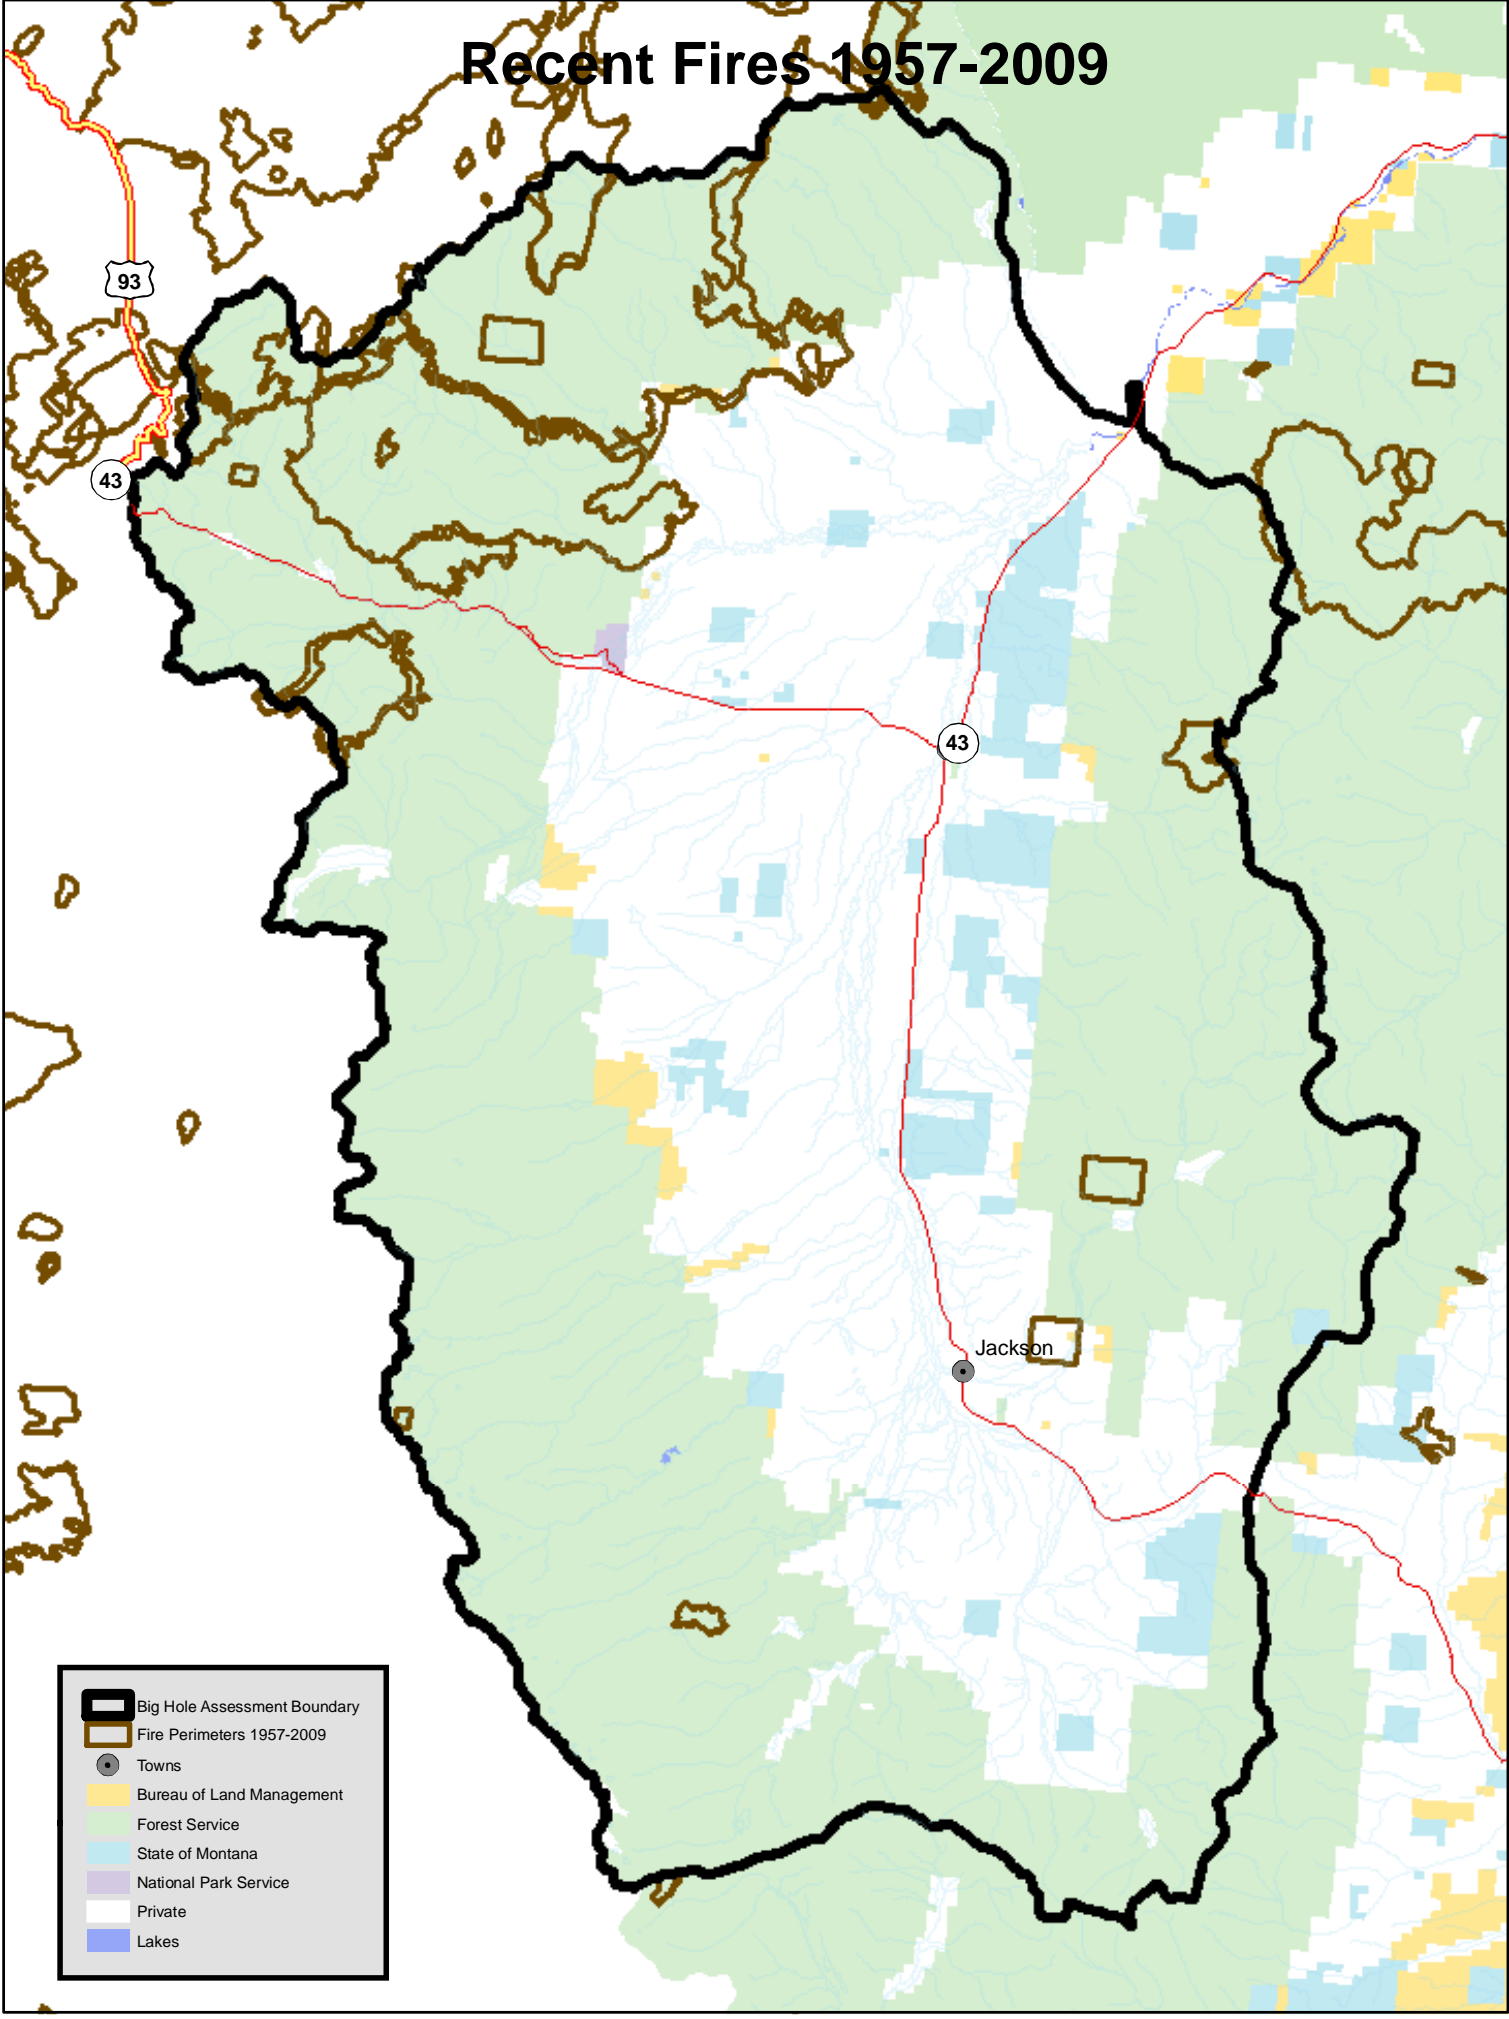 Recent Fires 1957-2009
93
43
43
Jackson
Big Hole Assessment Boundary
Fire Perimeters 1957-2009
Towns
Bureau of Land Management
Forest Service
State of Montana
National Park Service
Private
Lakes